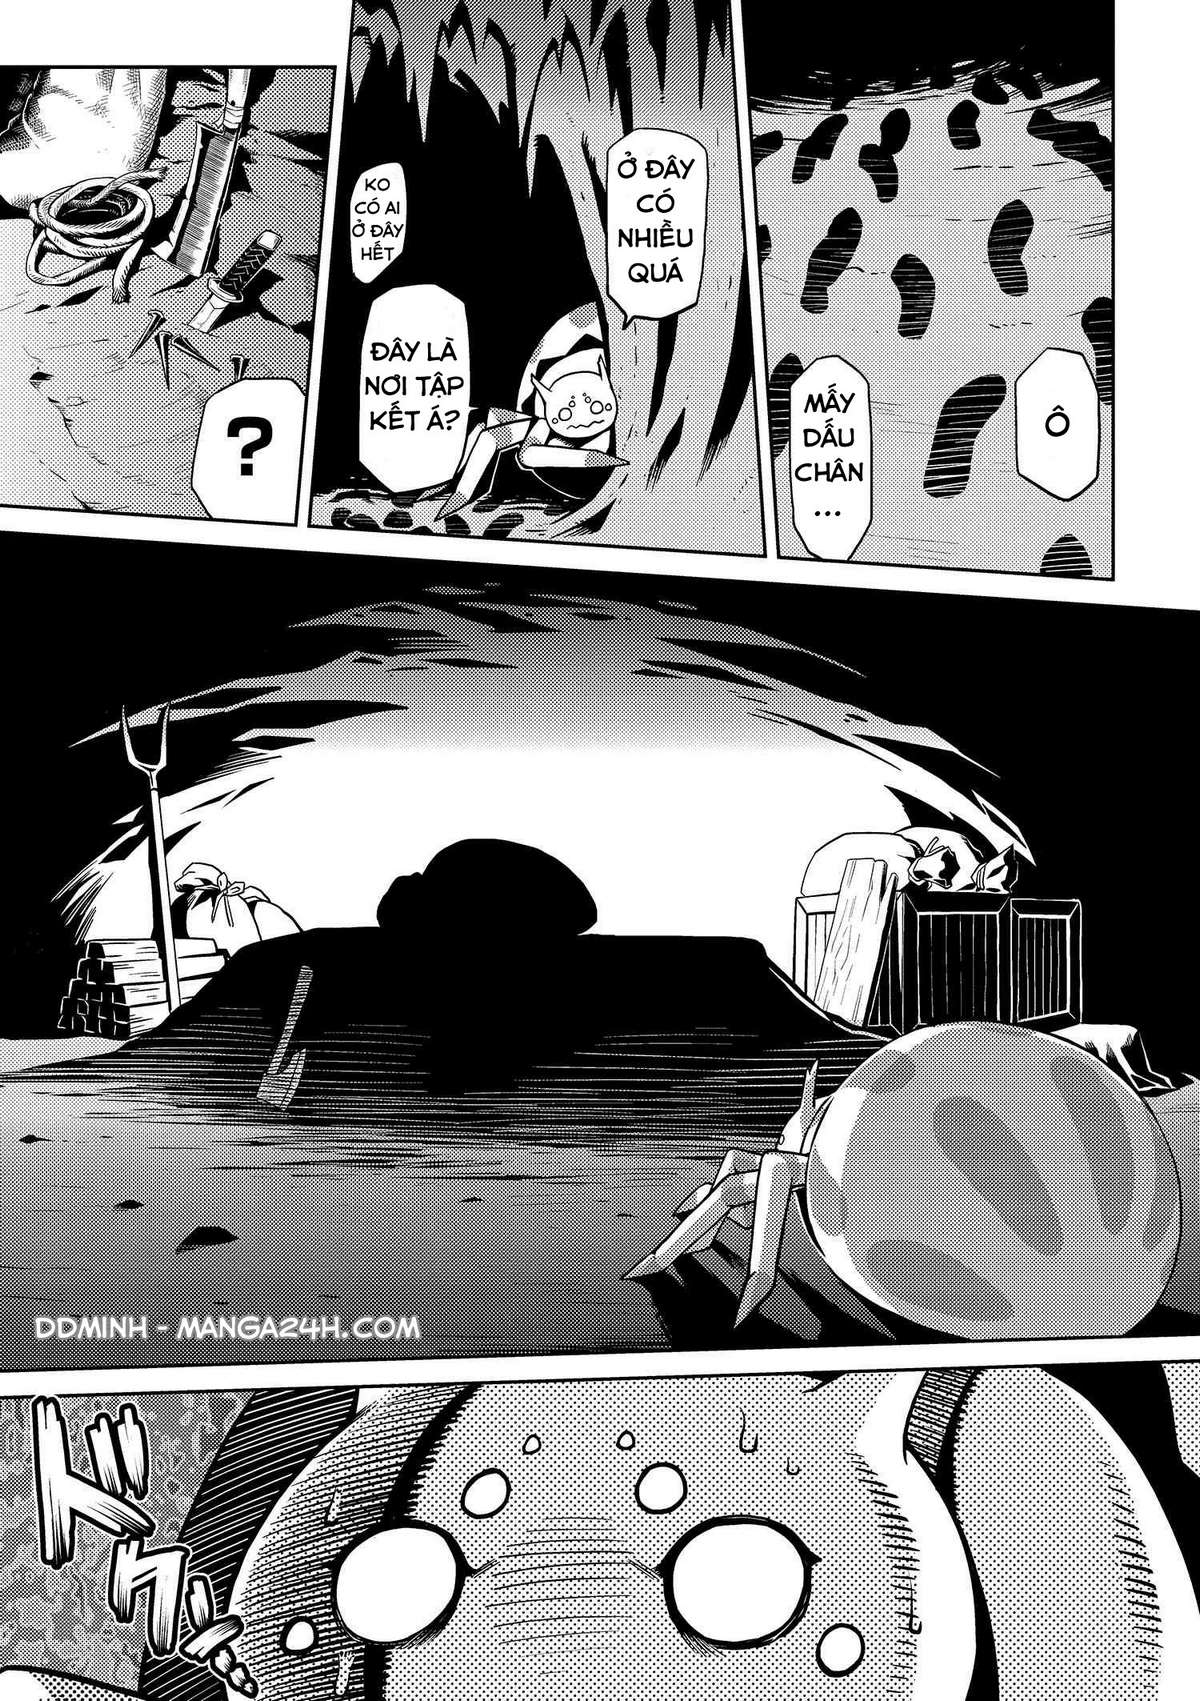 Ô
MẤY
DẤU
CHÂN
...
Ở ĐÂY
CÓ
NHIỀU
QUÁ
KO
CÓ AI
Ở ĐÂY
HẾT
ĐÂY LÀ
NƠI TẬP
KẾT Á?
?
DDMINH - MANGA24H.COM
ドクン…